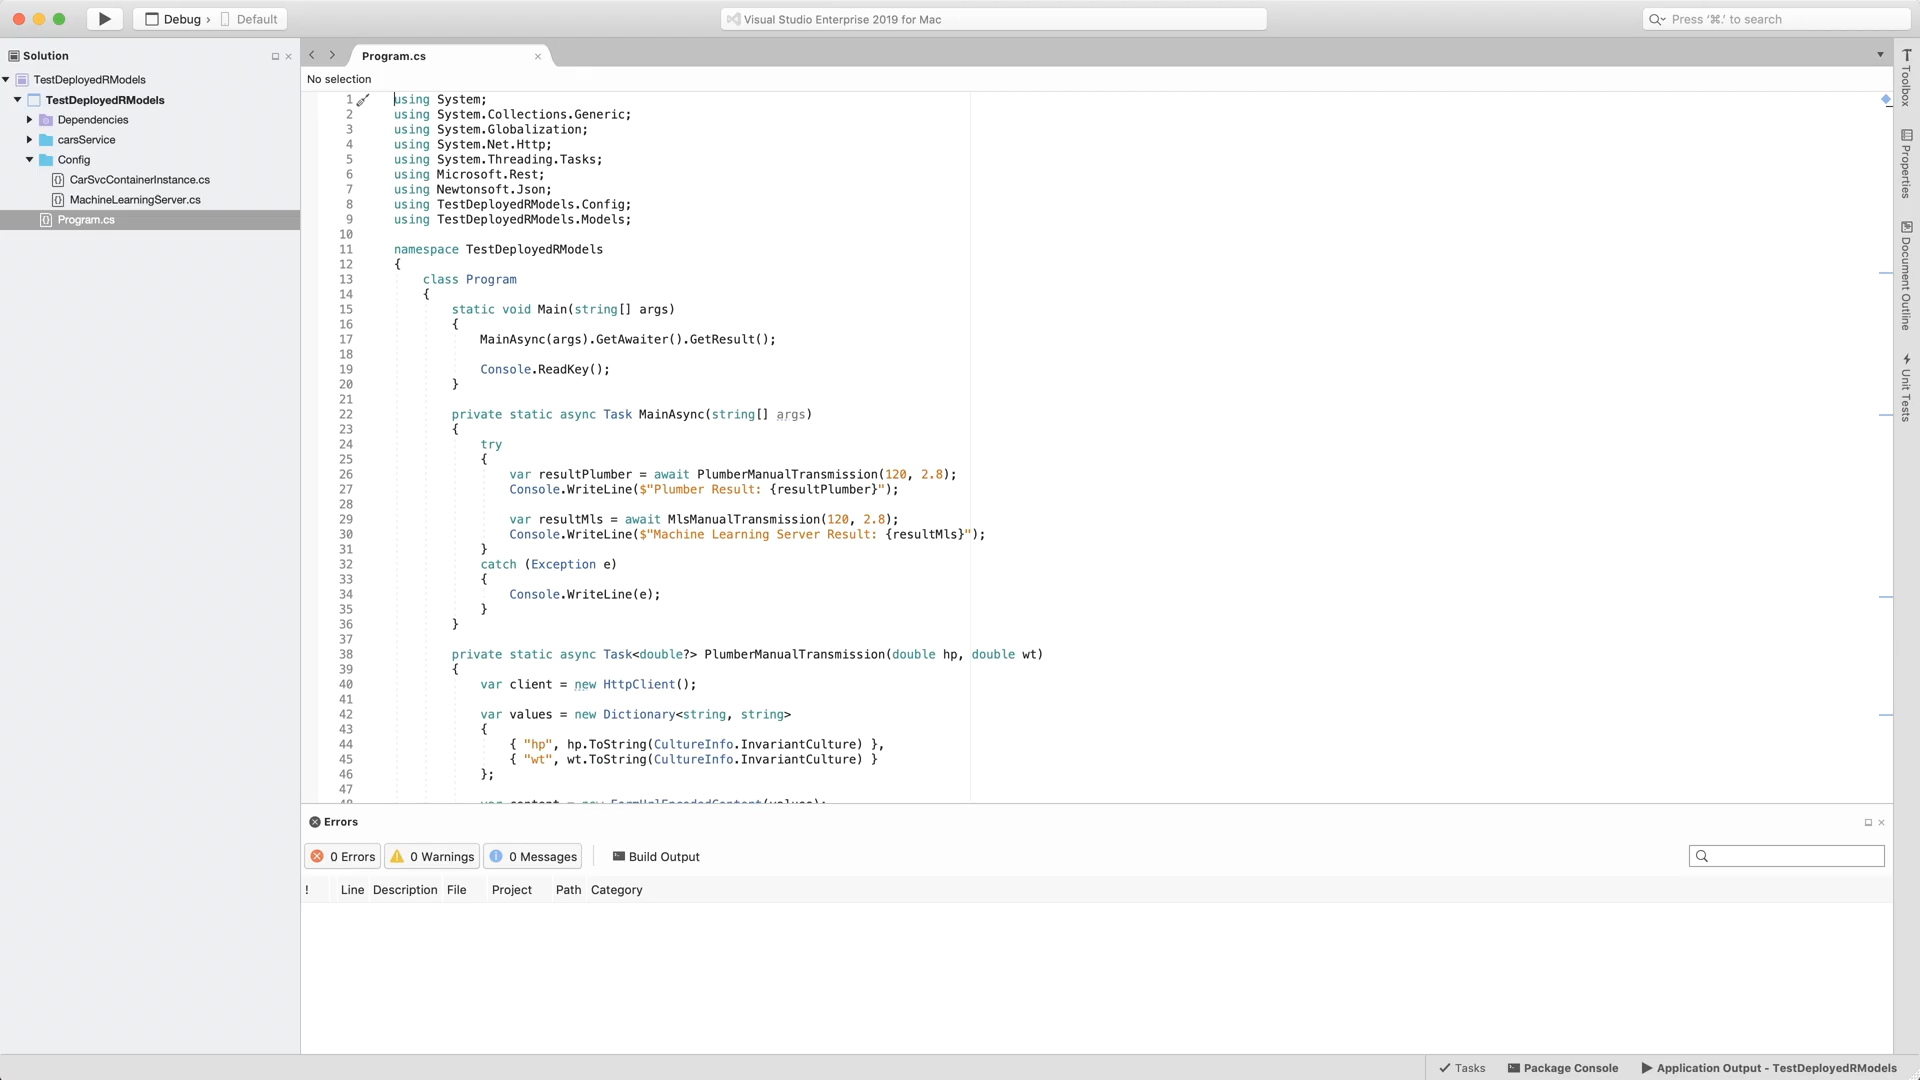 Debug › Default
Visual Studio Enterprise 2019 for Mac
Press '⌘.' to search
Solution
TestDeployedRModels
TestDeployedRModels
Dependencies
carsService
Config
CarSvcContainerInstance.cs
MachineLearningServer.cs
Program.cs
Program.cs
No selection
1 using System;
2 using System.Collections.Generic;
3 using System.Globalization;
4 using System.Net.Http;
5 using System.Threading.Tasks;
6 using Microsoft.Rest;
7 using Newtonsoft.Json;
8 using TestDeployedRModels.Config;
9 using TestDeployedRModels.Models;
10
11 namespace TestDeployedRModels
12 {
13 class Program
14 {
15 static void Main(string[] args)
16 {
17 MainAsync(args).GetAwaiter().GetResult();
18
19 Console.ReadKey();
20 }
21
22 private static async Task MainAsync(string[] args)
23 {
24 try
25 {
26 var resultPlumber = await PlumberManualTransmission(120, 2.8);
27 Console.WriteLine($"Plumber Result: {resultPlumber}");
28
29 var resultMls = await MlsManualTransmission(120, 2.8);
30 Console.WriteLine($"Machine Learning Server Result: {resultMls}");
31 }
32 catch (Exception e)
33 {
34 Console.WriteLine(e);
35 }
36 }
37
38 private static async Task<double?> PlumberManualTransmission(double hp, double wt)
39 {
40 var client = new HttpClient();
41
42 var values = new Dictionary<string, string>
43 {
44 { "hp", hp.ToString(CultureInfo.InvariantCulture) },
45 { "wt", wt.ToString(CultureInfo.InvariantCulture) }
46 };
47
48 var content = new FormUrlEncodedContent(values);
Toolbox
Properties
Document Outline
Unit Tests
Errors
0 Errors 0 Warnings 0 Messages Build Output
! Line Description File Project Path Category
Tasks Package Console Application Output - TestDeployedRModels